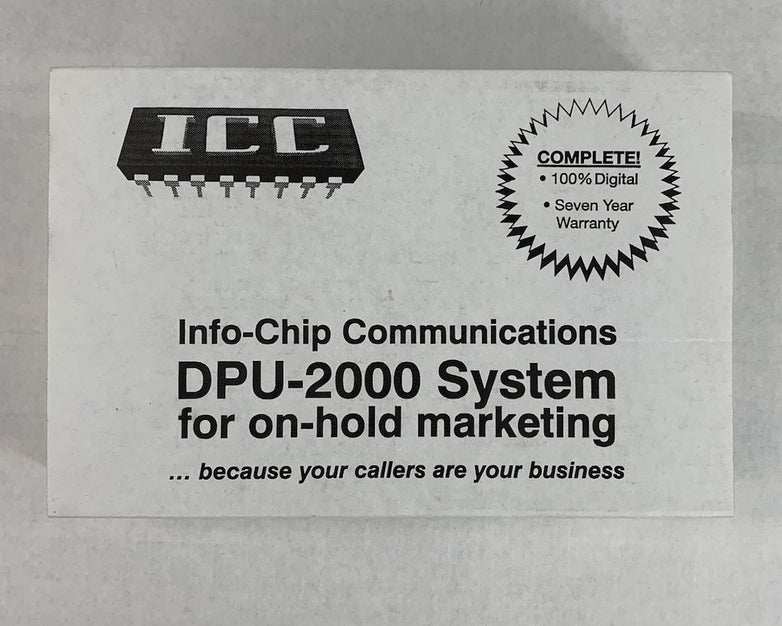 ICC
COMPLETE!
• 100% Digital
• Seven Year
Warranty
Info-Chip Communications
DPU-2000 System
for on-hold marketing
... because your callers are your business